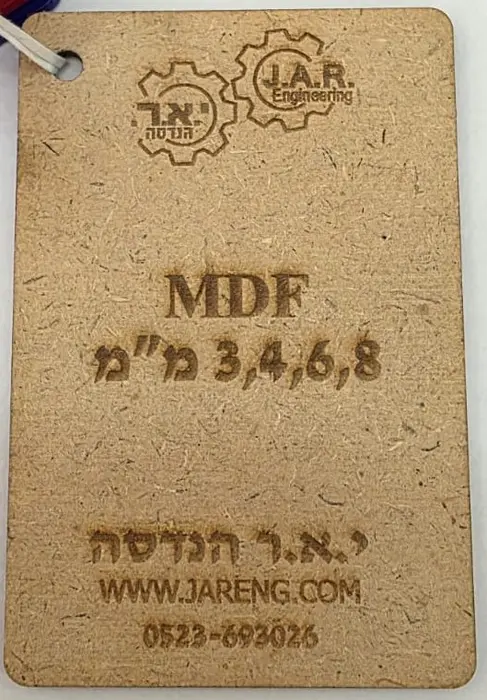 J.A.R.
Engineering
י.א.ר.
הנדסה
MDF
3,4,6,8 מ"מ
י.א.ר הנדסה
WWW.JARENG.COM
0523-693026